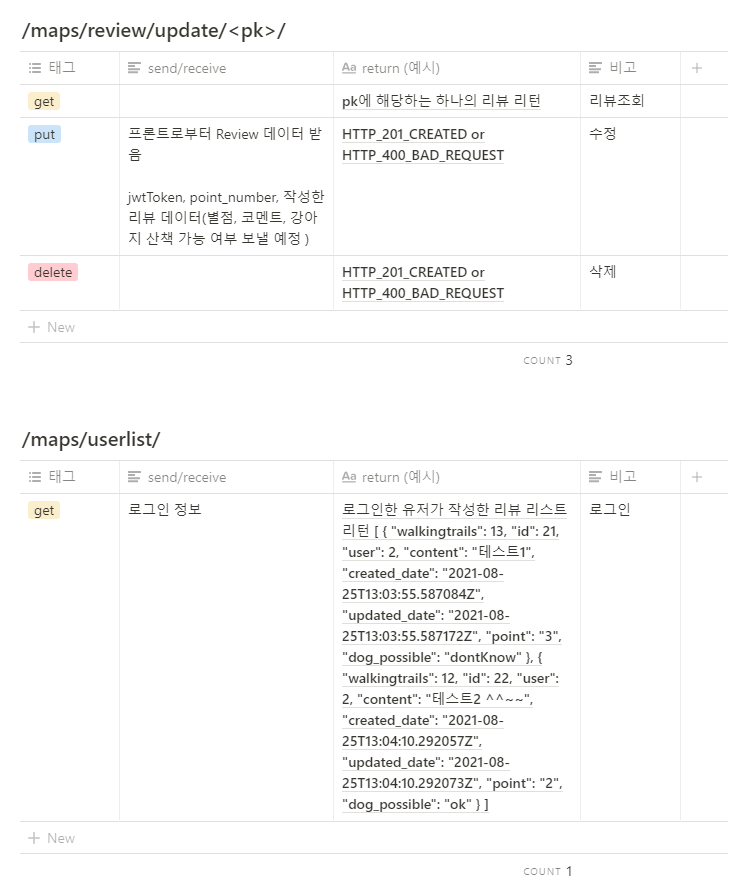 /maps/review/update/<pk>/
태그 send/receive return (예시) 비고
get pk에 해당하는 하나의 리뷰 리턴 리뷰조회
put 프론트로부터 Review 데이터 받 HTTP_201_CREATED or 수정
음 HTTP_400_BAD_REQUEST
jwtToken, point_number, 작성한
리뷰 데이터(별점, 코멘트, 강아
지 산책 가능 여부 보낼 예정 )
delete HTTP_201_CREATED or 삭제
HTTP_400_BAD_REQUEST
New
COUNT 3
/maps/userlist/
태그 send/receive return (예시) 비고
get 로그인 정보 로그인한 유저가 작성한 리뷰 리스트 로그인
리턴 [ { "walkingtrails": 13, "id": 21,
"user": 2, "content": "테스트1",
"created_date": "2021-08-
25T13:03:55.587084Z",
"updated_date": "2021-08-
25T13:03:55.587172Z", "point": "3",
"dog_possible": "dontKnow" }, {
"walkingtrails": 12, "id": 22, "user":
2, "content": "테스트2 ^^~~",
"created_date": "2021-08-
25T13:04:10.292057Z",
"updated_date": "2021-08-
25T13:04:10.292073Z", "point": "2",
"dog_possible": "ok" } ]
New
COUNT 1